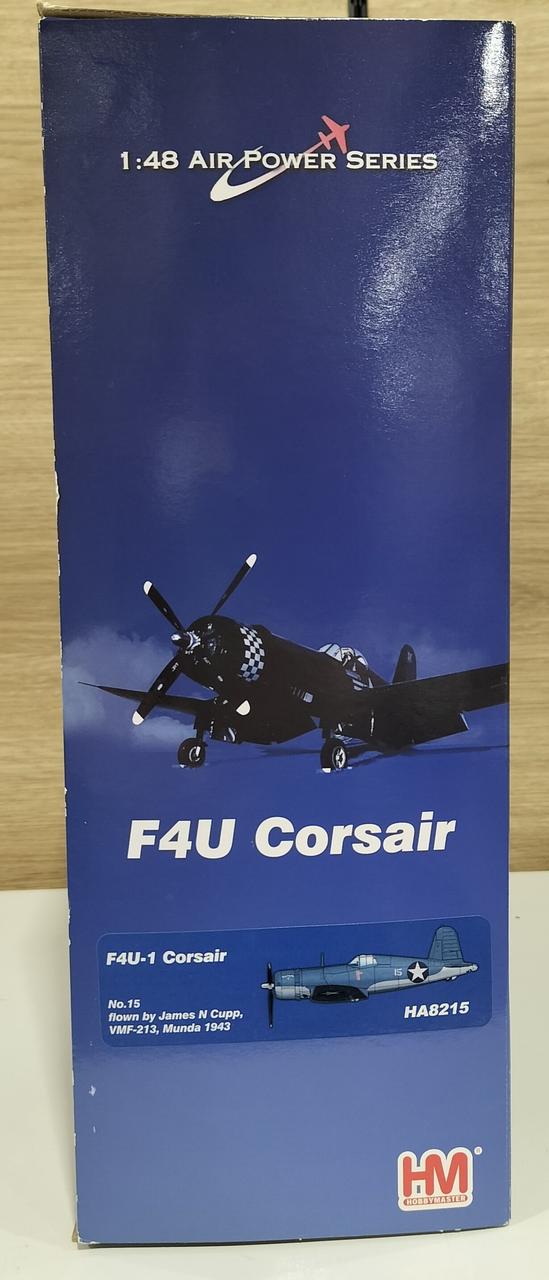 1:48 AIR POWER SERIES
F4U Corsair
F4U-1 Corsair
15
No.15
flown by James N Cupp,
VMF-213, Munda 1943
HA8215
HM®
HOBBYMASTER